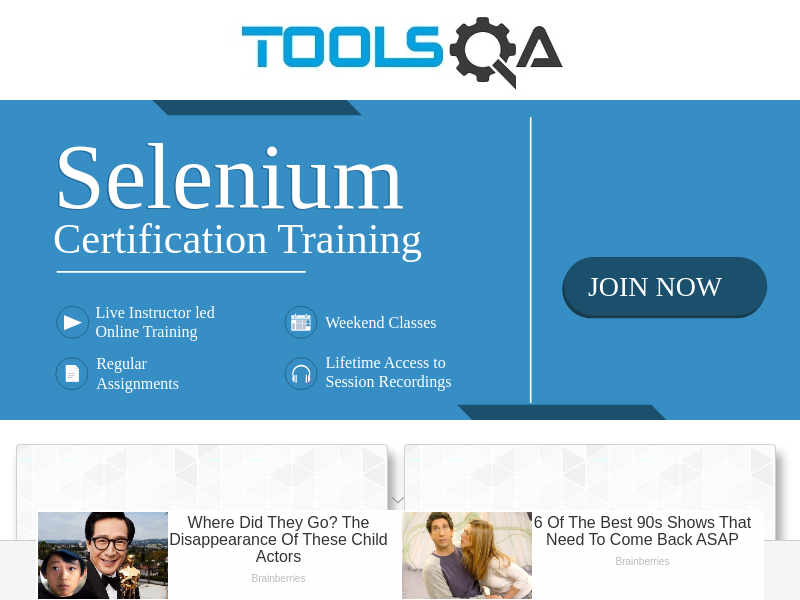 TOOLSQA
Selenium
Certification Training
JOIN NOW
Live Instructor led
Online Training
Weekend Classes
Regular
Assignments
Lifetime Access to
Session Recordings
Where Did They Go? The
Disappearance Of These Child
Actors
Brainberries
6 Of The Best 90s Shows That
Need To Come Back ASAP
Brainberries